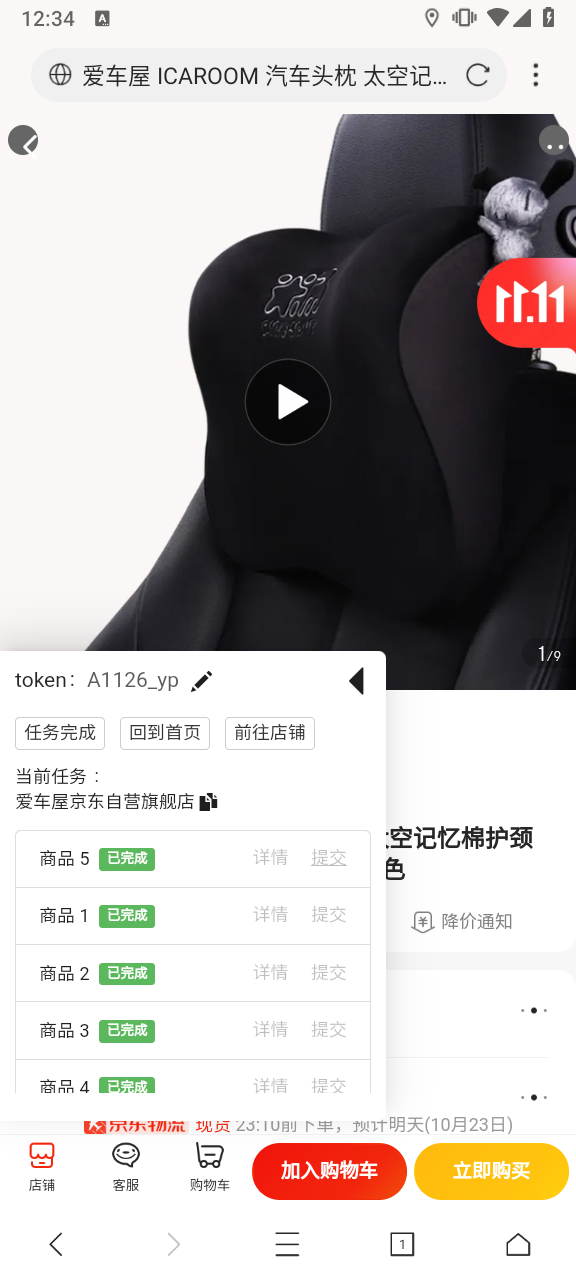 12:34
A
爱车屋 ICAROOM 汽车头枕 太空记...
11.11
1/9
token: A1126_yp
任务完成 回到首页 前往店铺
当前任务:
爱车屋京东自营旗舰店
商品 5 已完成 详情 提交
空记忆棉护颈
色
商品 1 已完成 详情 提交
降价通知
商品 2 已完成 详情 提交
商品 3 已完成 详情 提交
商品 4 已完成 详情 提交
京东物流 现货 23:10前下单，预计明天(10月23日)
店铺 客服 购物车 加入购物车 立即购买
1